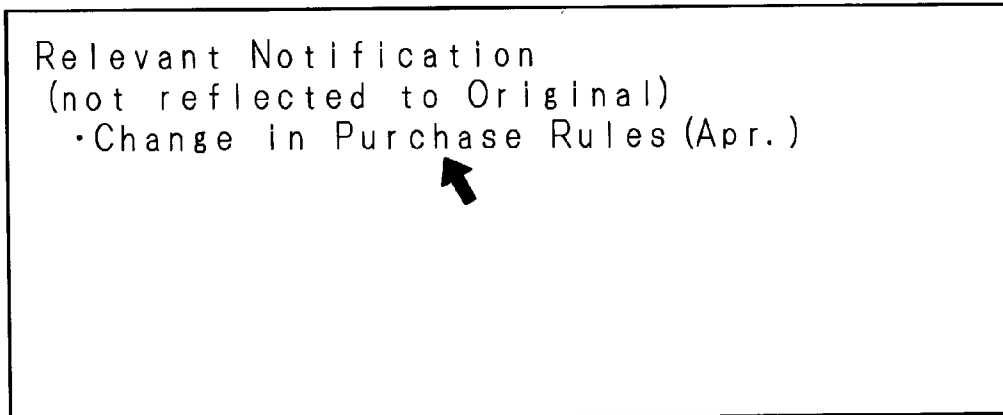 Relevant Notification
(not reflected to Original)
・Change in Purchase Rules(Apr.)